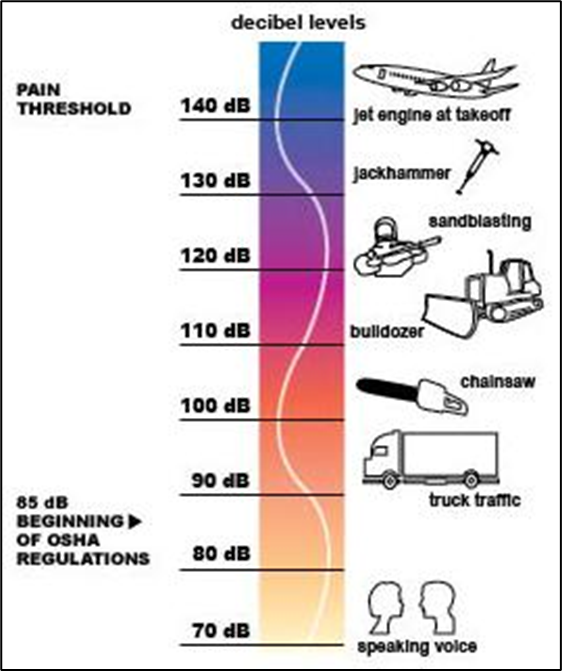 decibel levels
PAIN
THRESHOLD
140 dB
jet engine at takeoff
130 dB
jackhammer
sandblasting
120 dB
110 dB
bulldozer
chainsaw
100 dB
90 dB
truck traffic
85 dB
BEGINNING
OF OSHA
REGULATIONS
80 dB
70 dB
speaking voice